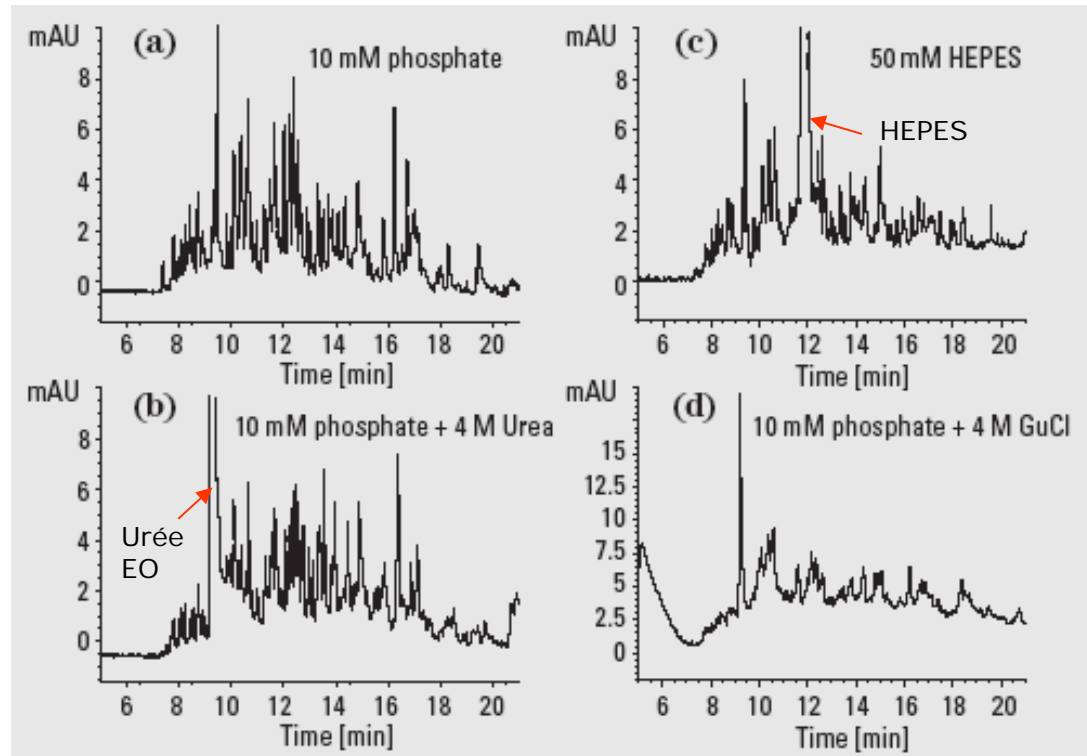 mAU
(a)
10 mM phosphate
8
6
4
2
0
6 8 10 12 14 16 18 20
Time [min]
mAU
(c)
50 mM HEPES
HEPES
8
6
4
2
0
6 8 10 12 14 16 18 20
Time [min]
mAU
(b)
10 mM phosphate + 4 M Urea
Urée
EO
8
6
4
2
0
6 8 10 12 14 16 18 20
Time [min]
mAU
(d)
10 mM phosphate + 4 M GuCl
15
12.5
10
7.5
5
2.5
0
6 8 10 12 14 16 18 20
Time [min]